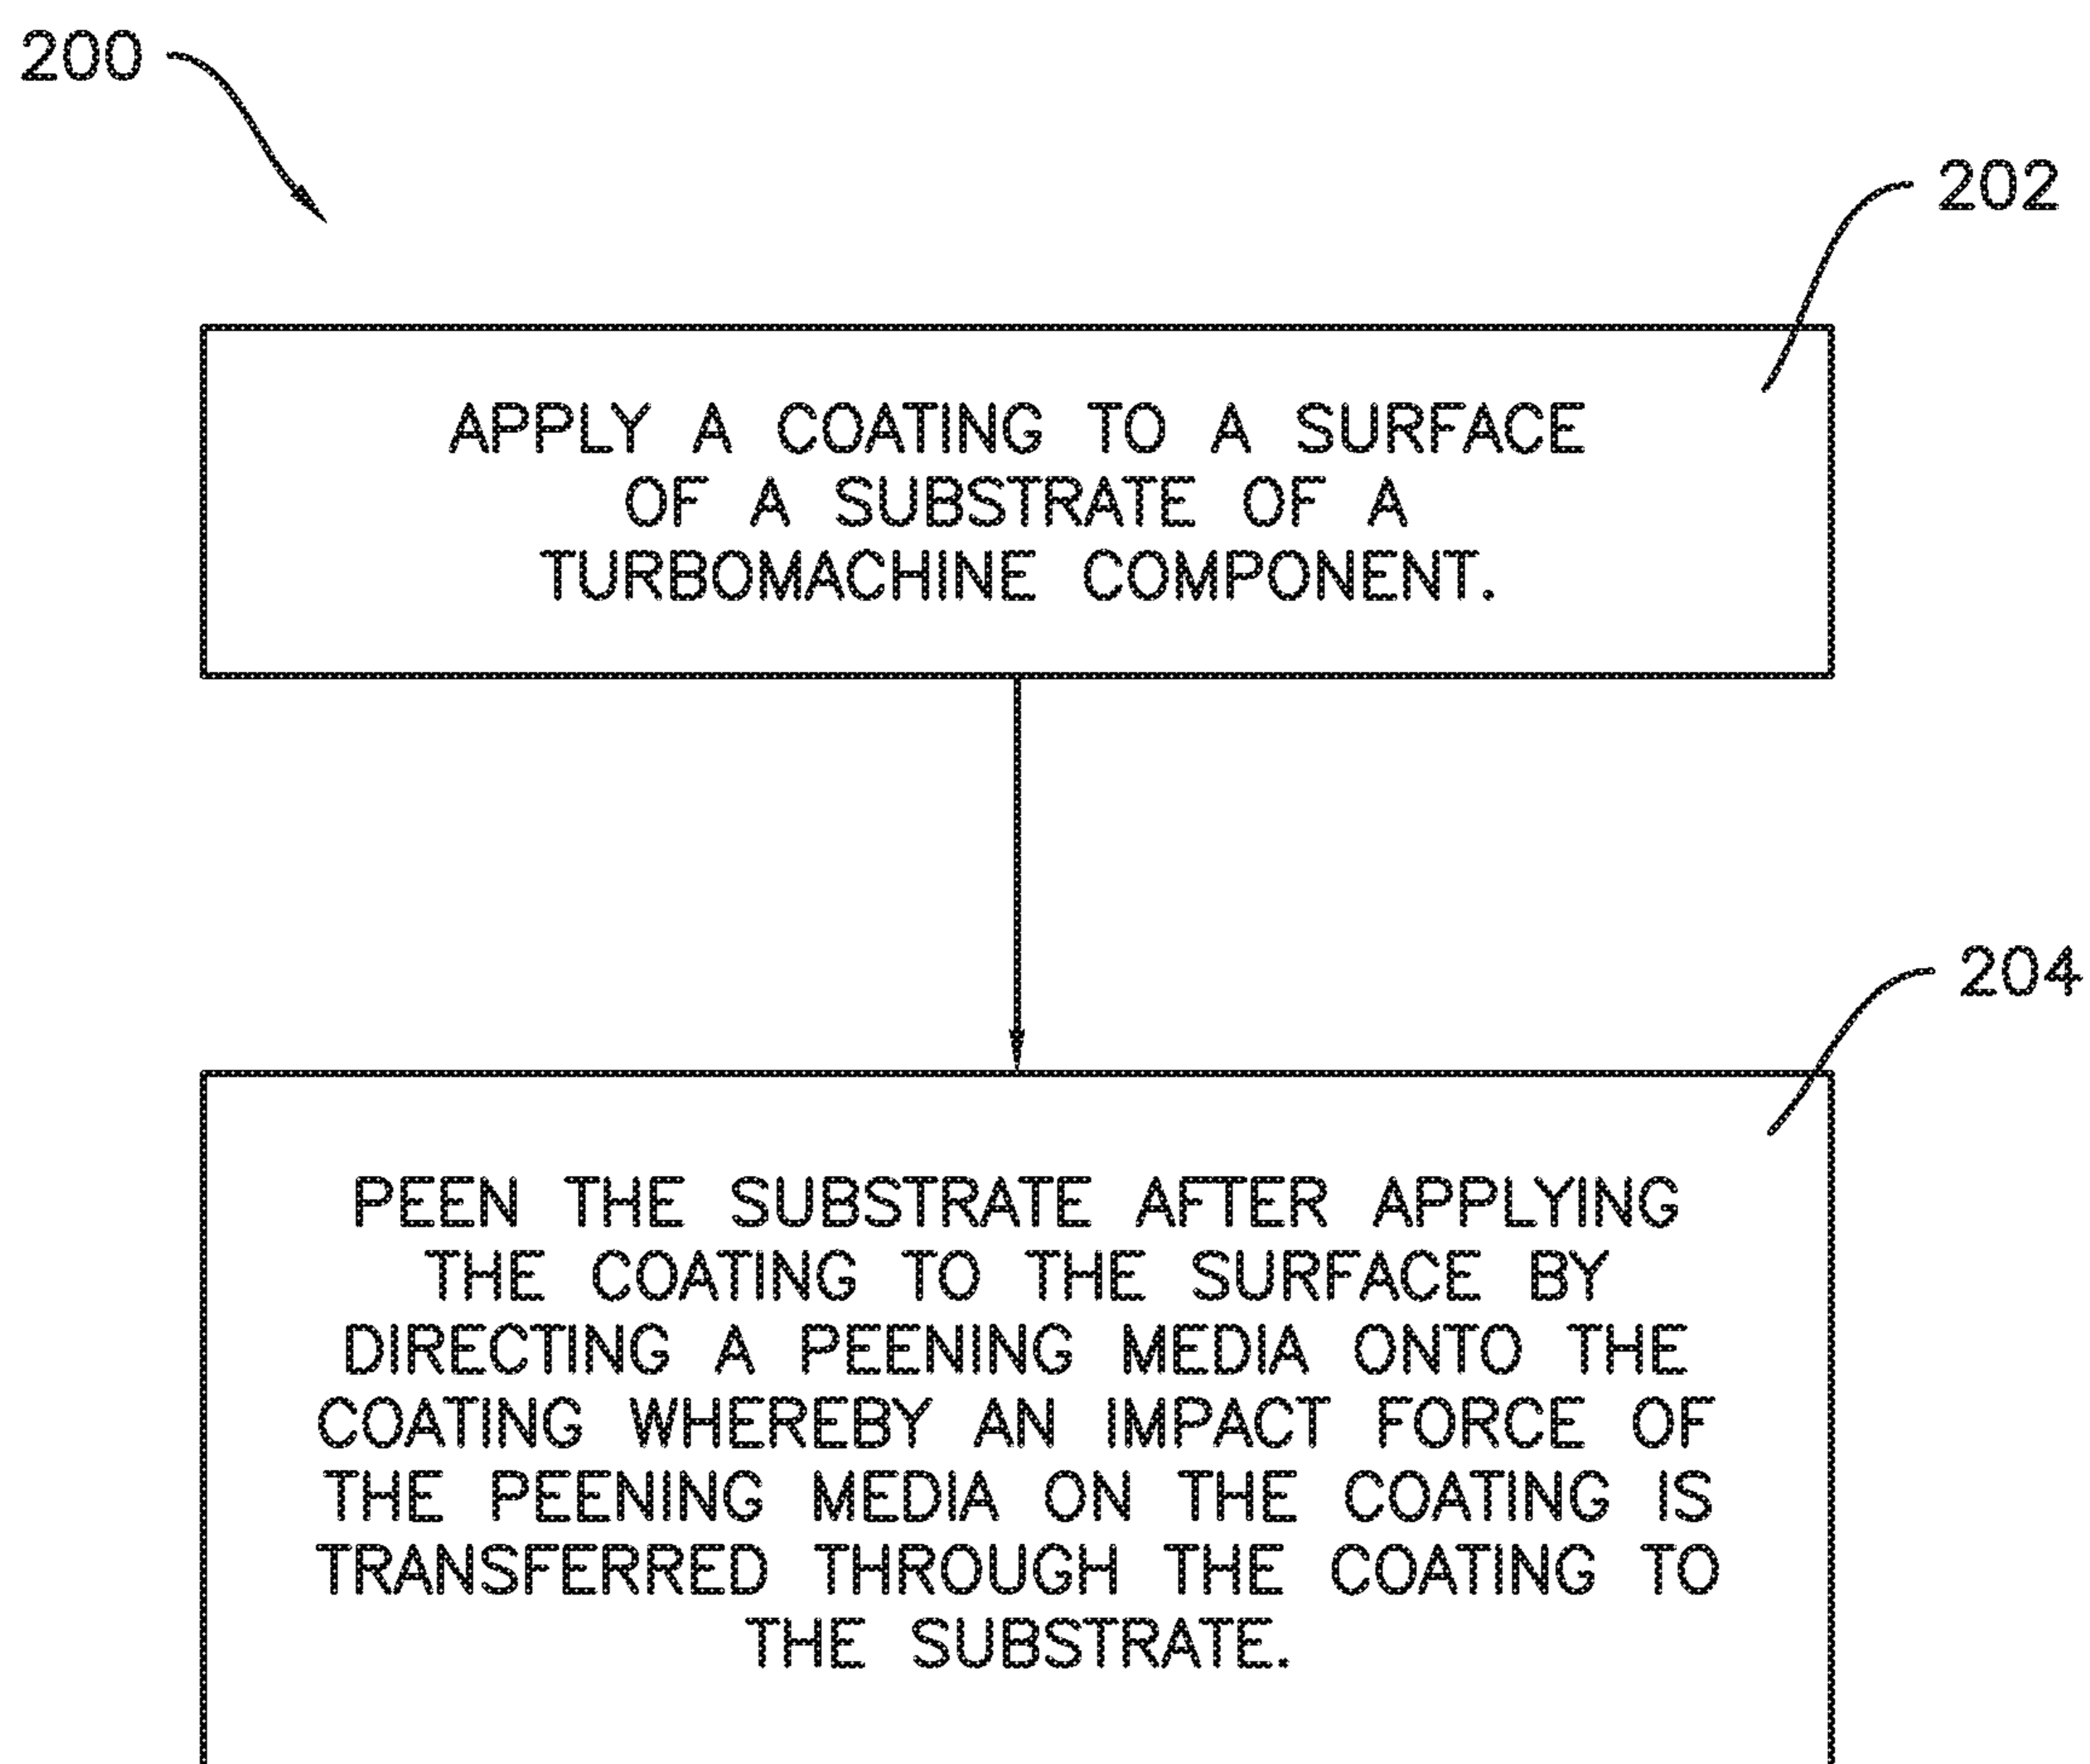 200
202
APPLY A COATING TO A SURFACE
OF A SUBSTRATE OF A
TURBOMACHINE COMPONENT.
204
PEEN THE SUBSTRATE AFTER APPLYING
THE COATING TO THE SURFACE BY
DIRECTING A PEENING MEDIA ONTO THE
COATING WHEREBY AN IMPACT FORCE OF
THE PEENING MEDIA ON THE COATING IS
TRANSFERRED THROUGH THE COATING TO
THE SUBSTRATE.